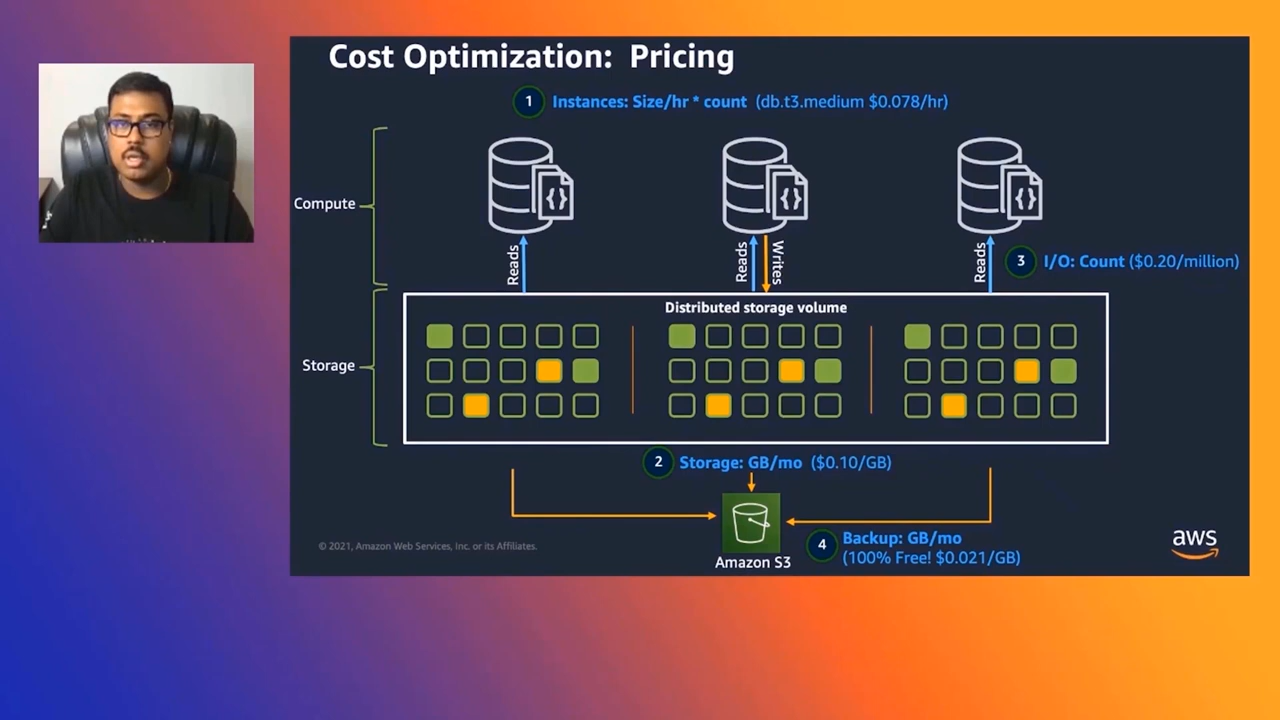 Cost Optimization: Pricing
1 Instances: Size/hr * count (db.t3.medium $0.078/hr)
Compute
Reads
Reads
Writes
Reads
3 I/O: Count ($0.20/million)
Distributed storage volume
Storage
2 Storage: GB/mo ($0.10/GB)
4 Backup: GB/mo
(100% Free! $0.021/GB)
Amazon S3
© 2021, Amazon Web Services, Inc. or its Affiliates.
aws